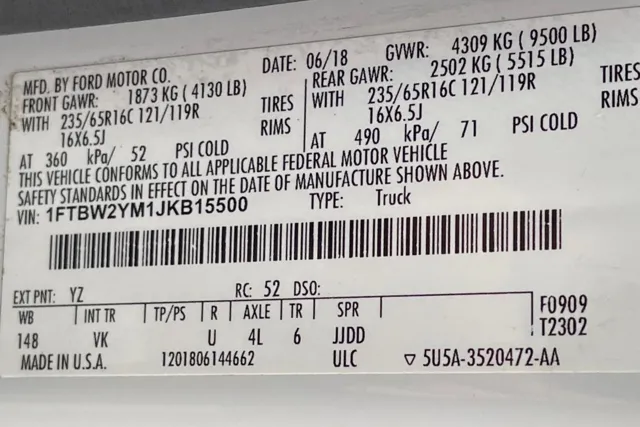 MFD. BY FORD MOTOR CO. DATE: 06/18 GVWR: 4309 KG (9500 LB)
FRONT GAWR: 1873 KG (4130 LB) REAR GAWR: 2502 KG (5515 LB)
WITH 235/65R16C 121/119R TIRES WITH 235/65R16C 121/119R TIRES
16X6.5J RIMS 16X6.5J RIMS
AT 360 kPa/ 52 PSI COLD AT 490 kPa/ 71 PSI COLD
THIS VEHICLE CONFORMS TO ALL APPLICABLE FEDERAL MOTOR VEHICLE
SAFETY STANDARDS IN EFFECT ON THE DATE OF MANUFACTURE SHOWN ABOVE.
VIN: 1FTBW2YM1JKB15500 TYPE: Truck
EXT PNT: YZ RC: 52 DSO:
WB INT TR TP/PS R AXLE TR SPR F0909
148 VK U 4L 6 JJDD T2302
MADE IN U.S.A. 1201806144662 ULC ▽ 5U5A-3520472-AA